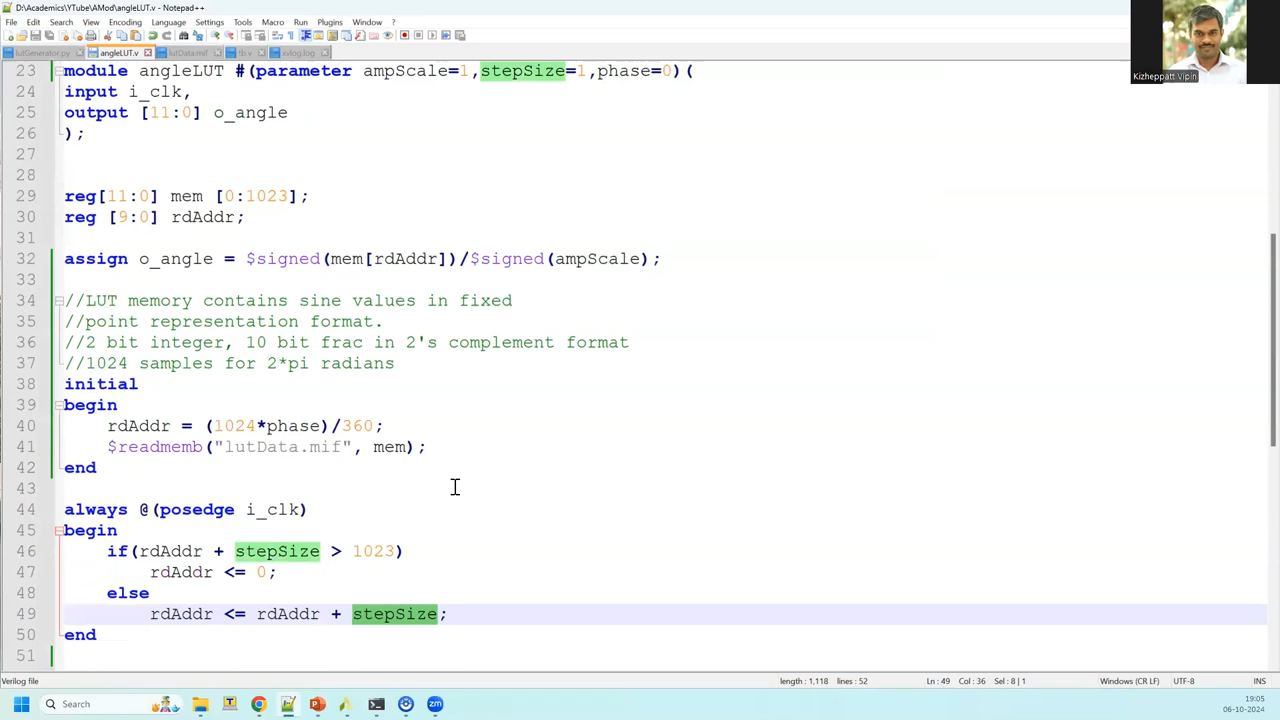 D:\Academics\YTube\AMod\angleLUT.v - Notepad++
File Edit Search View Encoding Language Settings Tools Macro Run Plugins Window ?
lutGenerator.py angleLUT.v lutData.mif tb.v xvlog.log
23 module angleLUT #(parameter ampScale=1,stepSize=1,phase=0)(
24 input i_clk,
25 output [11:0] o_angle
26 );
27
28
29 reg[11:0] mem [0:1023];
30 reg [9:0] rdAddr;
31
32 assign o_angle = $signed(mem[rdAddr])/$signed(ampScale);
33
34 //LUT memory contains sine values in fixed
35 //point representation format.
36 //2 bit integer, 10 bit frac in 2's complement format
37 //1024 samples for 2*pi radians
38 initial
39 begin
40 rdAddr = (1024*phase)/360;
41 $readmemb("lutData.mif", mem);
42 end
43
44 always @(posedge i_clk)
45 begin
46 if(rdAddr + stepSize > 1023)
47 rdAddr <= 0;
48 else
49 rdAddr <= rdAddr + stepSize;
50 end
51
Kizheppatt Vipin
Verilog file length : 1,118 lines : 52 Ln : 49 Col : 36 Sel : 8 | 1 Windows (CR LF) UTF-8 INS
Search
19:05
06-10-2024